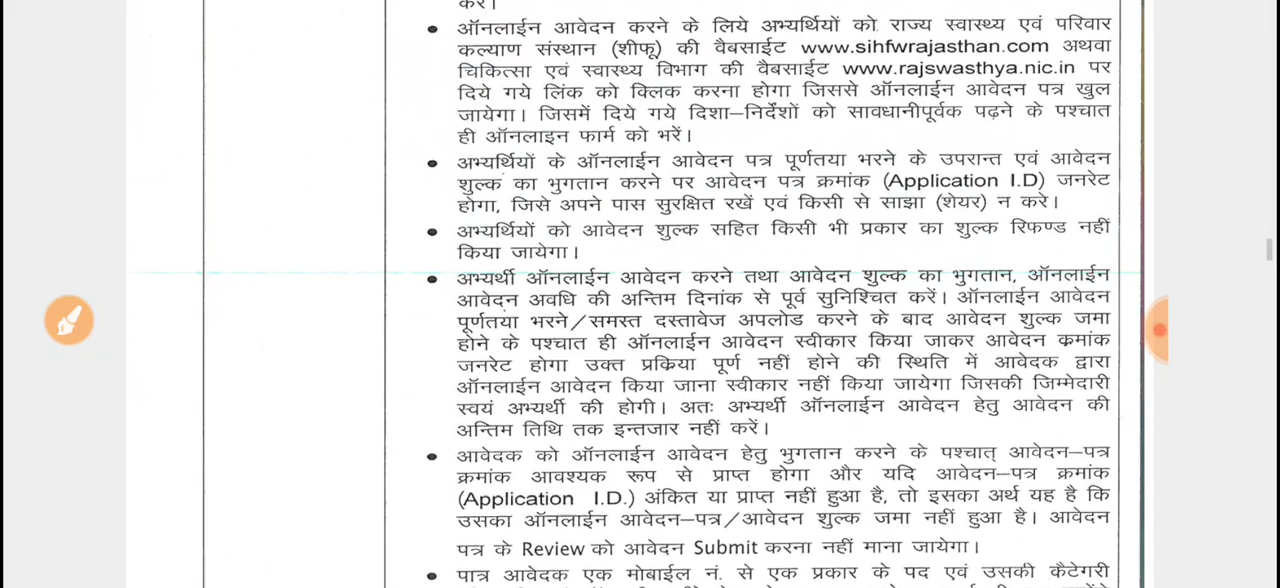 करें।
• ऑनलाईन आवेदन करने के लिये अभ्यर्थियों को राज्य स्वास्थ्य एवं परिवार
कल्याण संस्थान (शीफू) की वैबसाईट www.sihfwrajasthan.com अथवा
चिकित्सा एवं स्वास्थ्य विभाग की वैबसाईट www.rajswasthya.nic.in पर
दिये गये लिंक को क्लिक करना होगा जिससे ऑनलाईन आवेदन पत्र खुल
जायेगा। जिसमें दिये गये दिशा–निर्देंशों को सावधानीपूर्वक पढ़ने के पश्चात
ही ऑनलाइन फार्म को भरें।
• अभ्यर्थियों के ऑनलाईन आवेदन पत्र पूर्णतया भरने के उपरान्त एवं आवेदन
शुल्क का भुगतान करने पर आवेदन पत्र क्रमांक (Application I.D) जनरेट
होगा, जिसे अपने पास सुरक्षित रखें एवं किसी से साझा (शेयर) न करे।
• अभ्यर्थियों को आवेदन शुल्क सहित किसी भी प्रकार का शुल्क रिफण्ड नहीं
किया जायेगा।
• अभ्यर्थी ऑनलाईन आवेदन करने तथा आवेदन शुल्क का भुगतान, ऑनलाईन
आवेदन अवधि की अन्तिम दिनांक से पूर्व सुनिश्चित करें। ऑनलाईन आवेदन
पूर्णतया भरने/समस्त दस्तावेज अपलोड करने के बाद आवेदन शुल्क जमा
होने के पश्चात ही ऑनलाईन आवेदन स्वीकार किया जाकर आवेदन क्रमांक
जनरेट होगा उक्त प्रक्रिया पूर्ण नहीं होने की स्थिति में आवेदक द्वारा
ऑनलाईन आवेदन किया जाना स्वीकार नहीं किया जायेगा जिसकी जिम्मेदारी
स्वयं अभ्यर्थी की होगी। अतः अभ्यर्थी ऑनलाईन आवेदन हेतु आवेदन की
अन्तिम तिथि तक इन्तजार नहीं करें।
• आवेदक को ऑनलाईन आवेदन हेतु भुगतान करने के पश्चात् आवेदन–पत्र
क्रमांक आवश्यक रूप से प्राप्त होगा और यदि आवेदन–पत्र क्रमांक
(Application I.D.) अंकित या प्राप्त नहीं हुआ है, तो इसका अर्थ यह है कि
उसका ऑनलाईन आवेदन–पत्र/आवेदन शुल्क जमा नहीं हुआ है। आवेदन
पत्र के Review को आवेदन Submit करना नहीं माना जायेगा।
• पात्र आवेदक एक मोबाईल नं. से एक प्रकार के पद एवं उसकी कैटेगरी